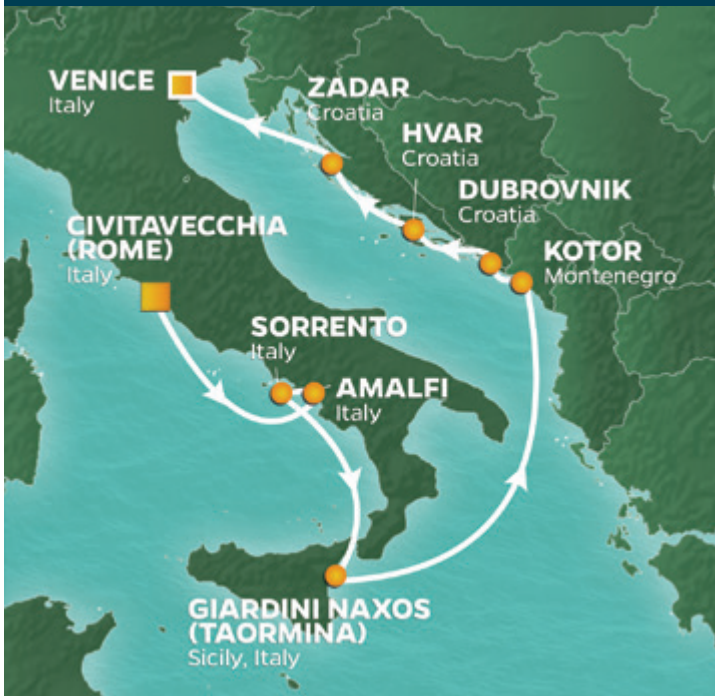 VENICE
Italy
ZADAR
Croatia
HVAR
Croatia
DUBROVNIK
Croatia
KOTOR
Montenegro
CIVITAVECCHIA
(ROME)
Italy
SORRENTO
Italy
AMALFI
Italy
GIARDINI NAXOS
(TAORMINA)
Sicily, Italy